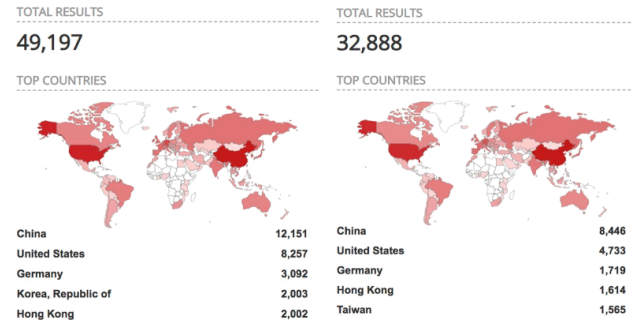 TOTAL RESULTS
49,197
TOP COUNTRIES
China 12,151
United States 8,257
Germany 3,092
Korea, Republic of 2,003
Hong Kong 2,002
TOTAL RESULTS
32,888
TOP COUNTRIES
China 8,446
United States 4,733
Germany 1,719
Hong Kong 1,614
Taiwan 1,565